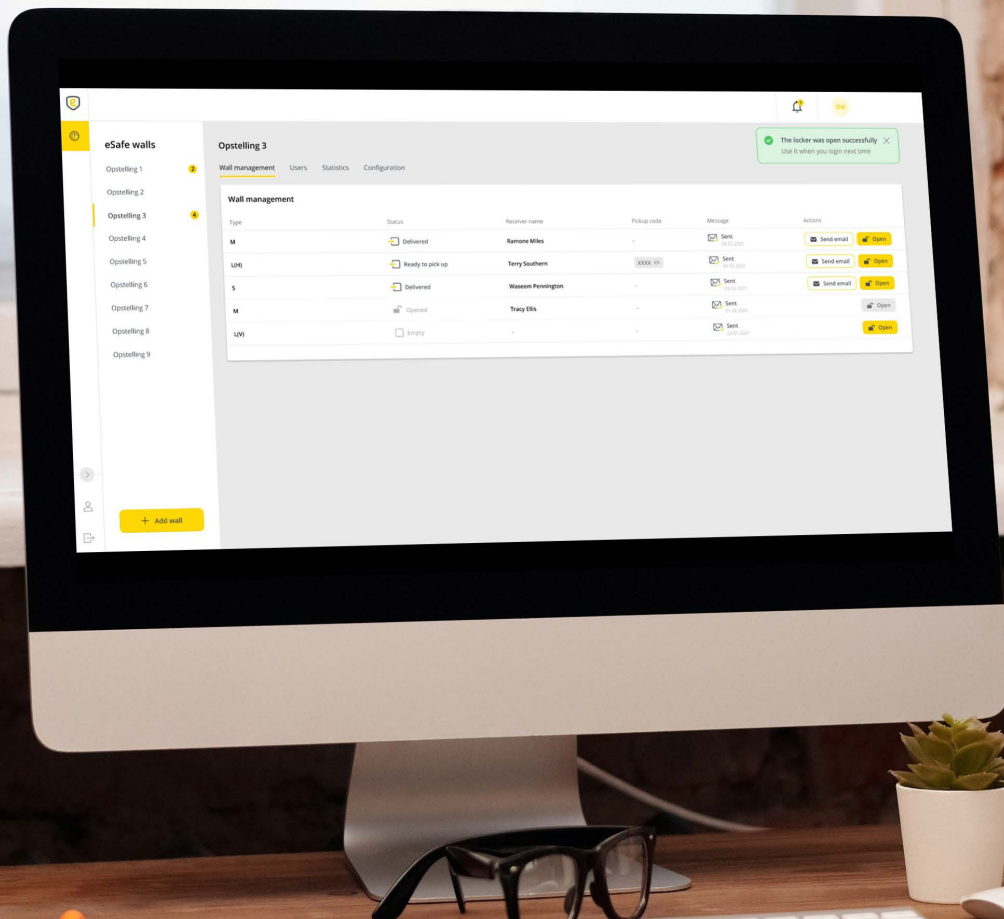 DM
eSafe walls
Opstelling 1 2
Opstelling 2
Opstelling 3 4
Opstelling 4
Opstelling 5
Opstelling 6
Opstelling 7
Opstelling 8
Opstelling 9
+ Add wall
Opstelling 3
The locker was open successfully
Use it when you login next time
Wall management Users Statistics Configuration
Wall management
Type Status Receiver name Pickup code Message Actions
M Delivered Ramone Miles - Sent Send email Open
L(H) Ready to pick up Terry Southern XXXX Sent Send email Open
S Delivered Waseem Pennington - Sent Send email Open
M Opened Tracy Ellis - Sent Open
L(V) Empty - - Sent Open